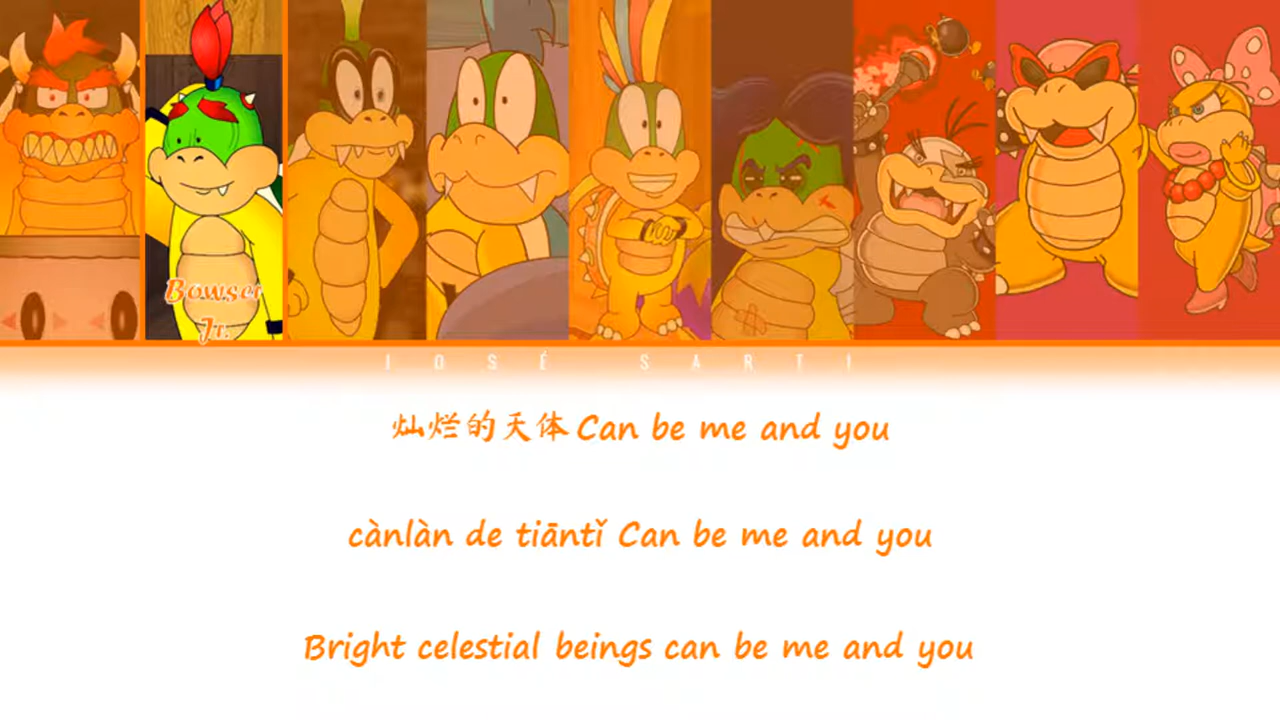 Bowser
Jr.
JOSÉ SARTI
灿烂的天体 Can be me and you
cànlàn de tiāntǐ Can be me and you
Bright celestial beings can be me and you